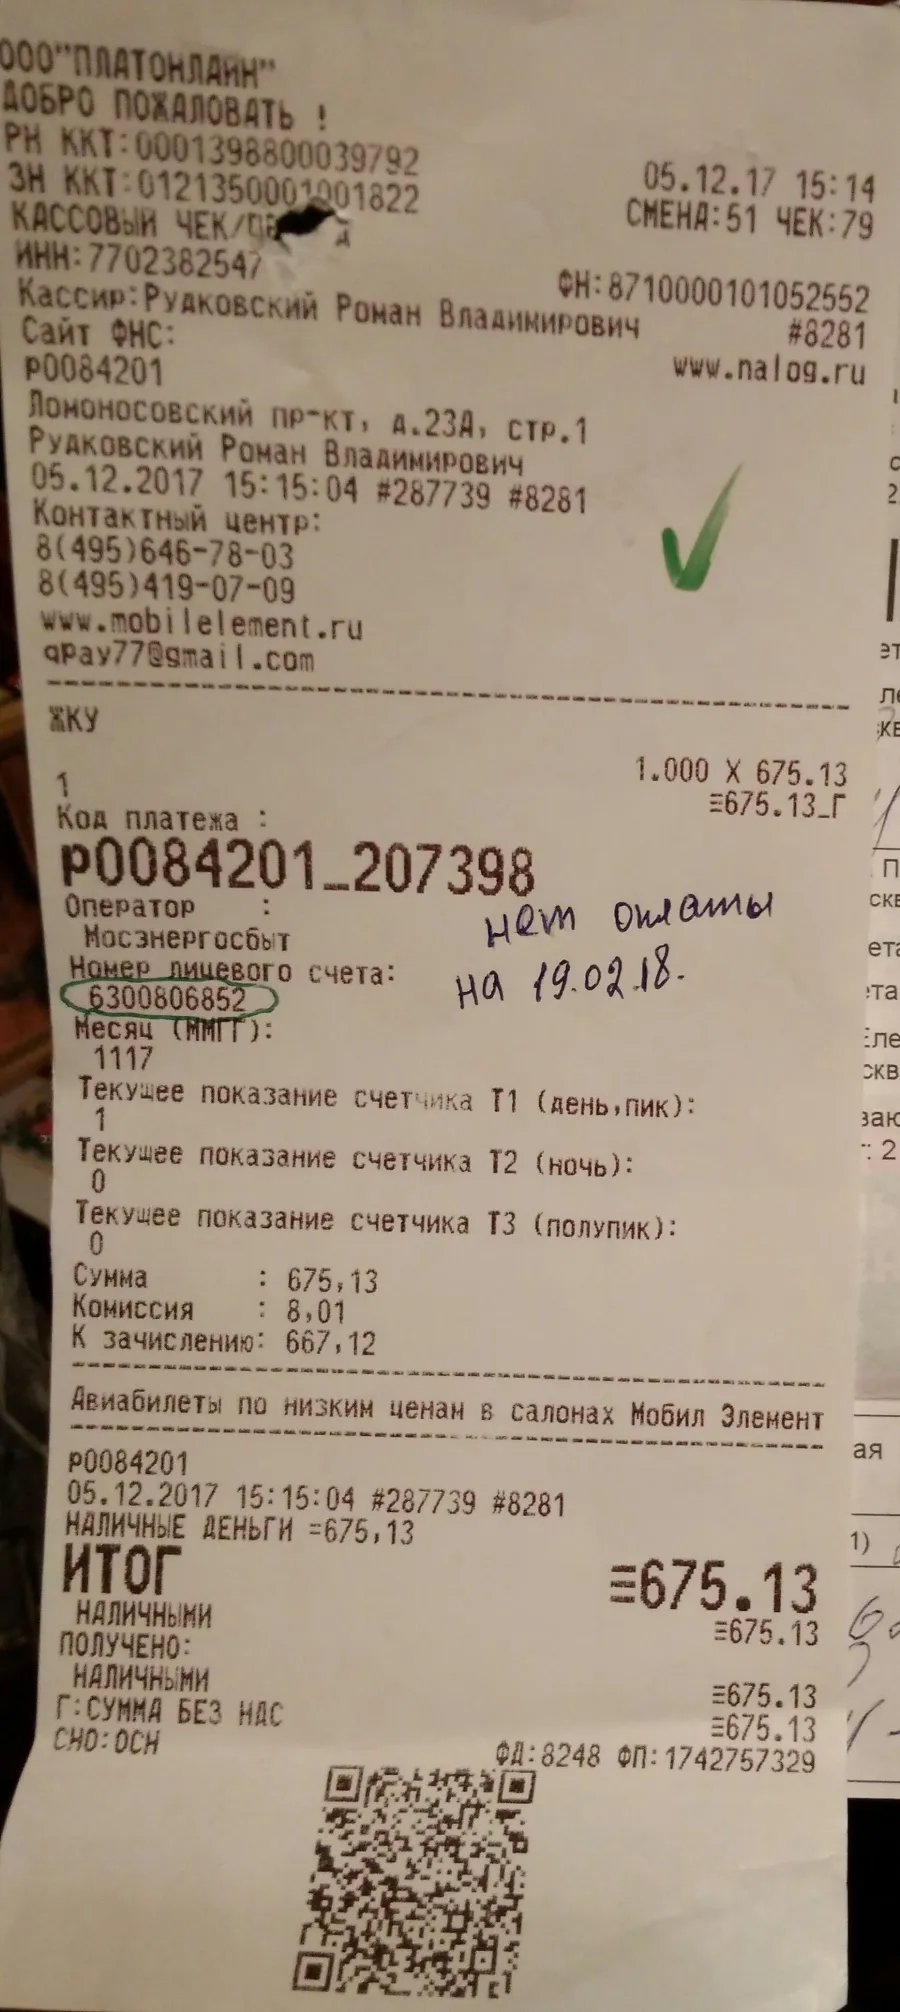 ООО"ПЛАТОНЛАЙН"
ДОБРО ПОЖАЛОВАТЬ !
РН ККТ:0001398800039792
05.12.17 15:14
ЗН ККТ:0121350001001822
СМЕНА:51 ЧЕК:79
КАССОВЫЙ ЧЕК/
ИНН:7702382547
ФН:8710000101052552
Кассир:Рудковский Роман Владимирович
#8281
Сайт ФНС:
www.nalog.ru
p0084201
Ломоносовский пр-кт, д.23А, стр.1
Рудковский Роман Владимирович
05.12.2017 15:15:04 #287739 #8281
Контактный центр:
8(495)646-78-03
8(495)419-07-09
www.mobilelement.ru
qpay77@gmail.com
ЖКУ
1.000 X 675.13
1
≡675.13_Г
Код платежа :
p0084201_207398
Оператор :
Мосэнергосбыт
нет оплаты
Номер лицевого счета:
на 19.02.18.
6300806852
Месяц (ММГГ):
1117
Текущее показание счетчика Т1 (день,пик):
1
Текущее показание счетчика Т2 (ночь):
0
Текущее показание счетчика Т3 (полупик):
0
Сумма : 675,13
Комиссия : 8,01
К зачислению: 667,12
Авиабилеты по низким ценам в салонах Мобил Элемент
p0084201
05.12.2017 15:15:04 #287739 #8281
НАЛИЧНЫЕ ДЕНЬГИ =675,13
ИТОГ ≡675.13
НАЛИЧНЫМИ ≡675.13
ПОЛУЧЕНО:
НАЛИЧНЫМИ ≡675.13
Г:СУММА БЕЗ НДС ≡675.13
СНО:ОСН
ФД:8248 ФП:1742757329